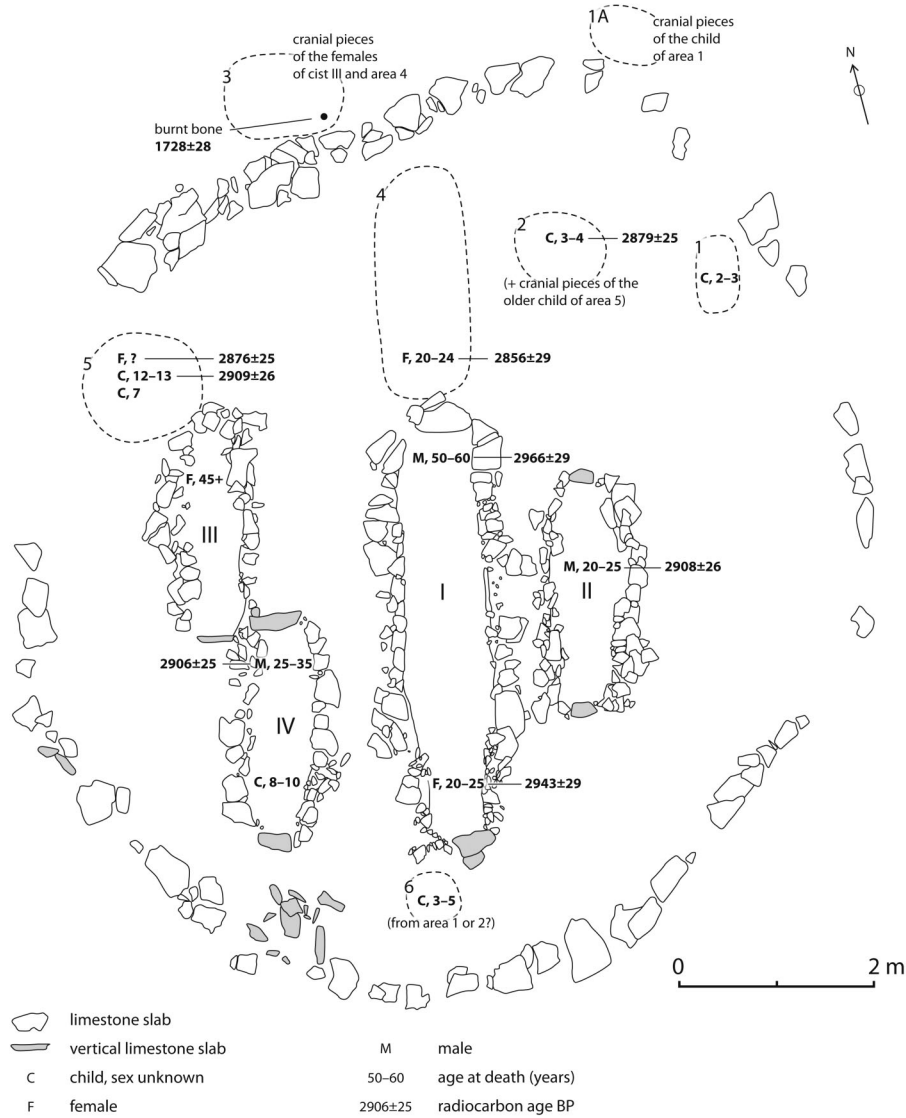 1A
cranial pieces
of the child
of area 1
N
cranial pieces
of the females
of cist III and area 4
3
burnt bone
1728±28
4
2
C, 3–4
2879±25
(+ cranial pieces of the
older child of area 5)
1
C, 2–3
5
F, ?
2876±25
C, 12–13
2909±26
C, 7
F, 20–24
2856±29
M, 50–60
2966±29
F, 45+
III
I
M, 20–25
2908±26
II
2906±25
M, 25–35
IV
C, 8–10
F, 20–25
2943±29
6
C, 3–5
(from area 1 or 2?)
0
2 m
limestone slab
vertical limestone slab
C child, sex unknown
F female
M male
50–60 age at death (years)
2906±25 radiocarbon age BP